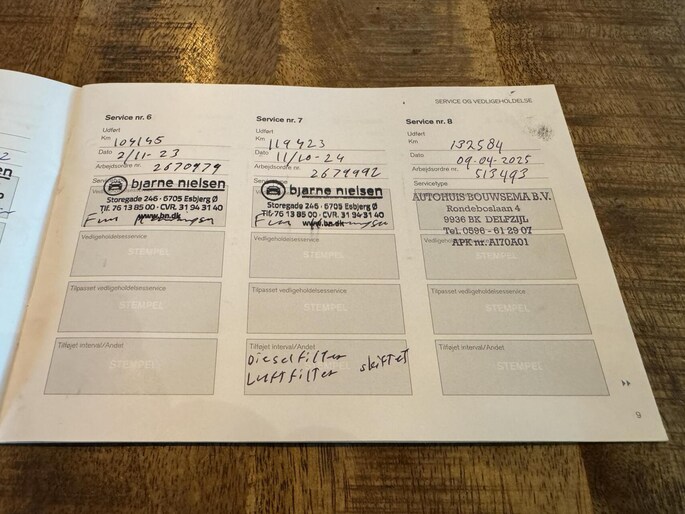 SERVICE OG VEDLIGEHOLDELSE
Service nr. 6
Udført
Km 104145
Dato 2/11-23
Arbejdsordre nr. 2670979
bjarne nielsen
Storegade 246 · 6705 Esbjerg Ø
Tlf. 76 13 85 00 · CVR. 31 94 31 40
www.bn.dk
Vedligeholdelsesservice
STEMPEL
Tilpasset vedligeholdelsesservice
STEMPEL
Tilføjet interval/Andet
STEMPEL
Service nr. 7
Udført
Km 119423
Dato 11/10-24
Arbejdsordre nr. 2679992
bjarne nielsen
Storegade 246 · 6705 Esbjerg Ø
Tlf. 76 13 85 00 · CVR. 31 94 31 40
www.bn.dk
Vedligeholdelsesservice
STEMPEL
Tilpasset vedligeholdelsesservice
STEMPEL
Tilføjet interval/Andet
Dieselfilter
Luftfilter skiftet
STEMPEL
Service nr. 8
Udført
Km 132584
Dato 09-04-2025
Arbejdsordre nr. 513493
Servicetype
AUTOHUIS BOUWSEMA B.V.
Rondeboslaan 4
9936 BK DELFZIJL
Tel. 0596 - 61 29 07
APK nr. A170A01
STEMPEL
Tilpasset vedligeholdelsesservice
STEMPEL
Tilføjet interval/Andet
STEMPEL
9